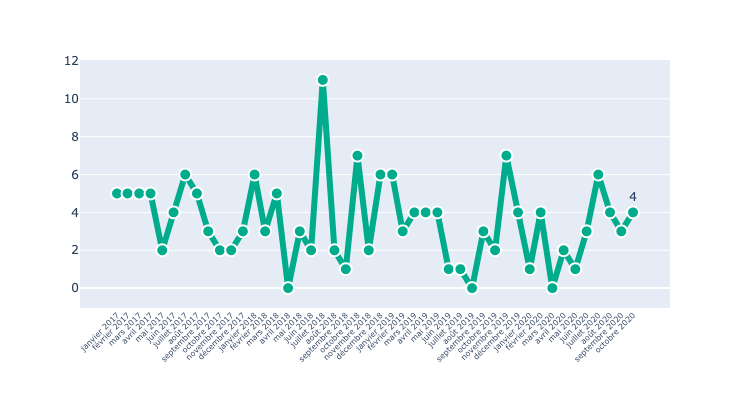 12
10
8
6
4
2
0
4
janvier 2017
février 2017
mars 2017
avril 2017
mai 2017
juin 2017
juillet 2017
août 2017
septembre 2017
octobre 2017
novembre 2017
décembre 2017
janvier 2018
février 2018
mars 2018
avril 2018
mai 2018
juin 2018
juillet 2018
août 2018
septembre 2018
octobre 2018
novembre 2018
décembre 2018
janvier 2019
février 2019
mars 2019
avril 2019
mai 2019
juin 2019
juillet 2019
août 2019
septembre 2019
octobre 2019
novembre 2019
décembre 2019
janvier 2020
février 2020
mars 2020
avril 2020
mai 2020
juin 2020
juillet 2020
août 2020
septembre 2020
octobre 2020